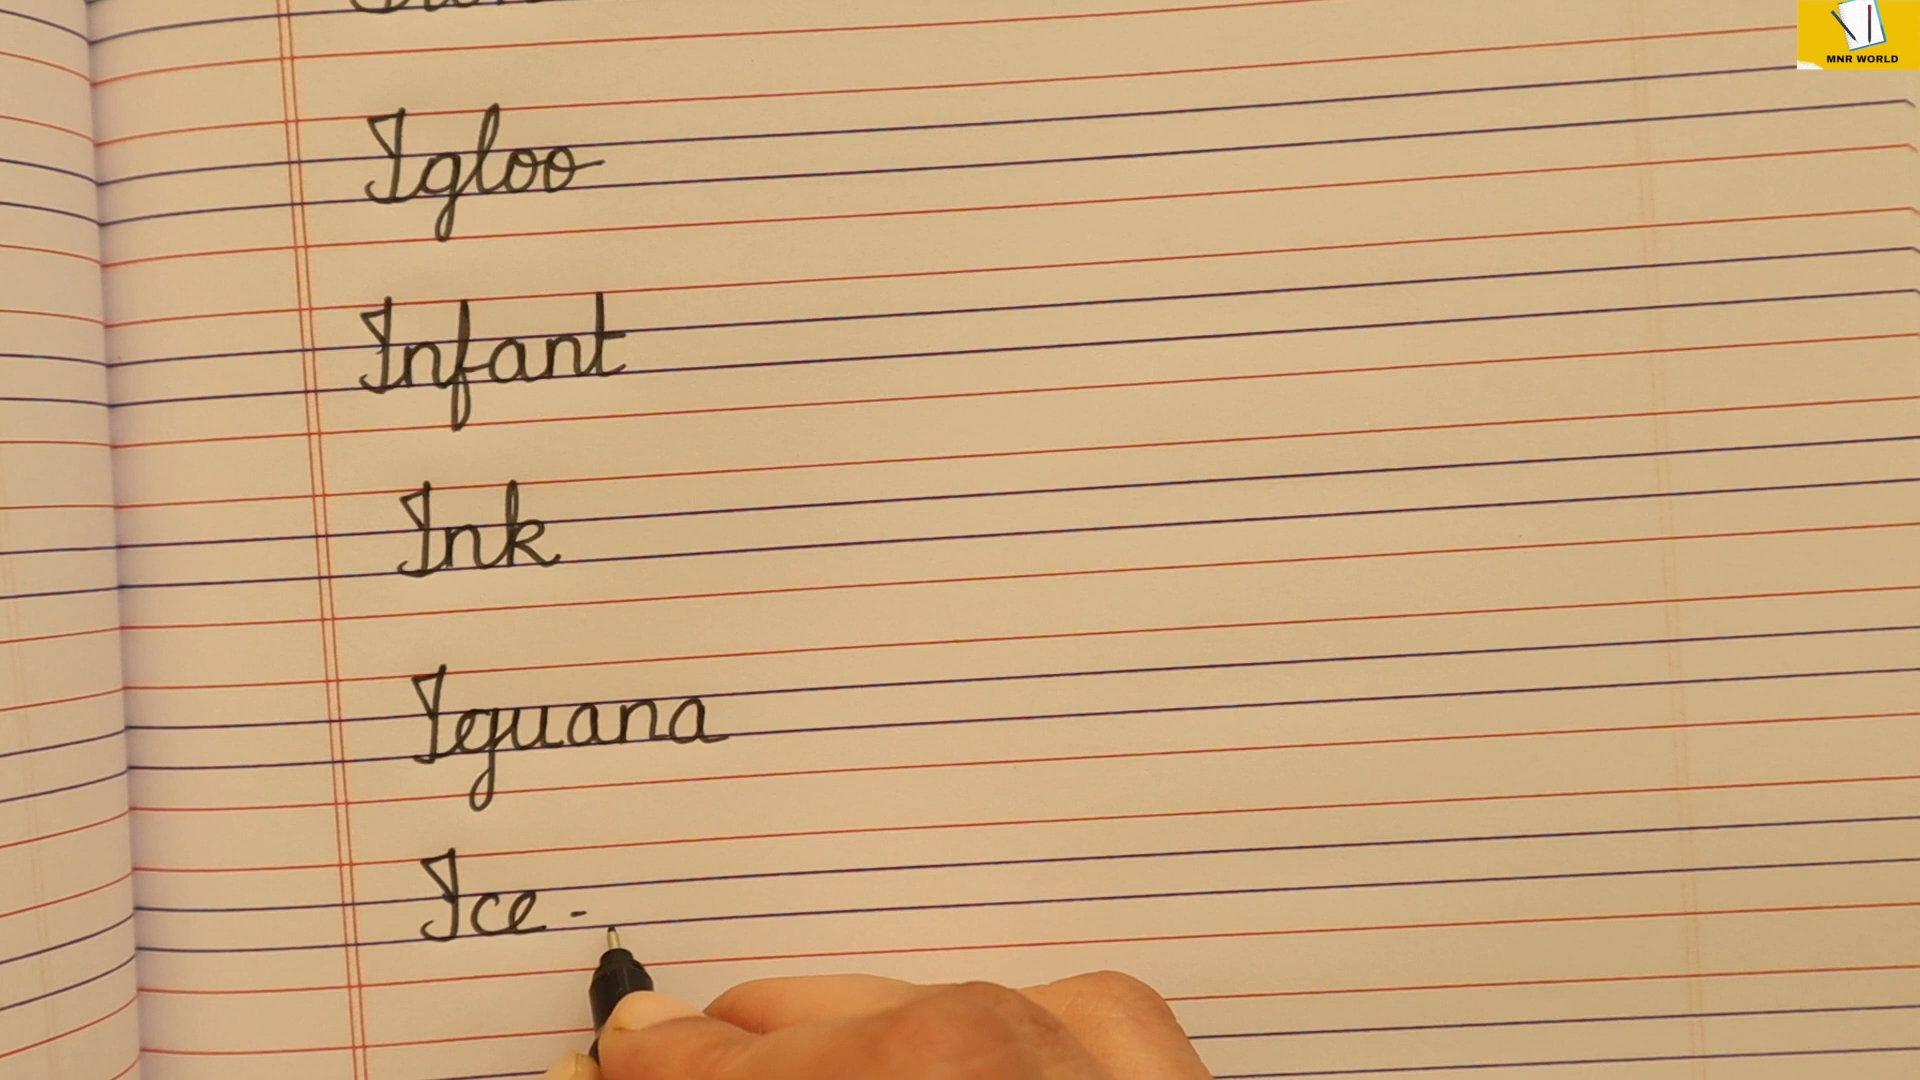 MNR WORLD
Igloo
Infant
Ink
Iguana
Ice -